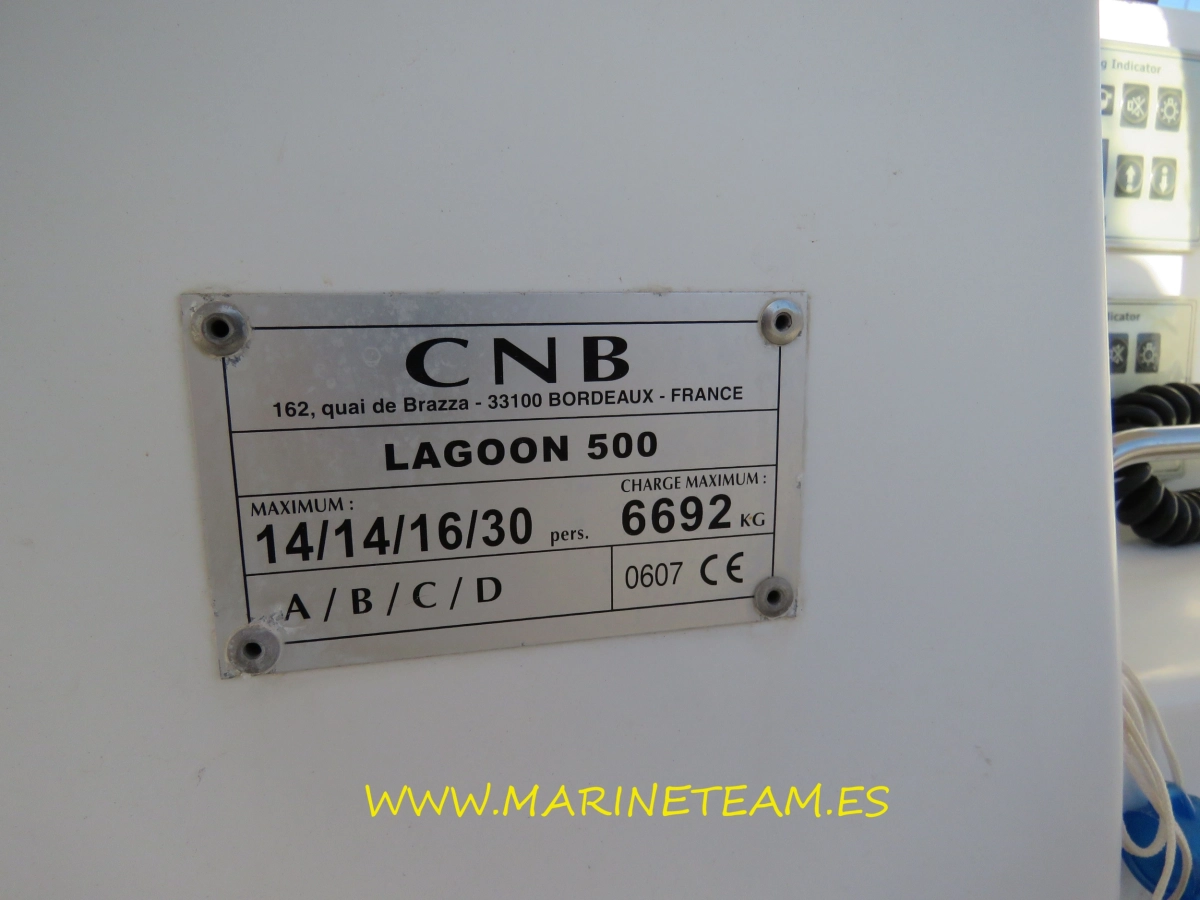 g Indicator
licator
CNB
162, quai de Brazza - 33100 BORDEAUX - FRANCE
LAGOON 500
MAXIMUM :
14/14/16/30 pers.
CHARGE MAXIMUM :
6692 KG
A / B / C / D
0607 CE
WWW.MARINETEAM.ES